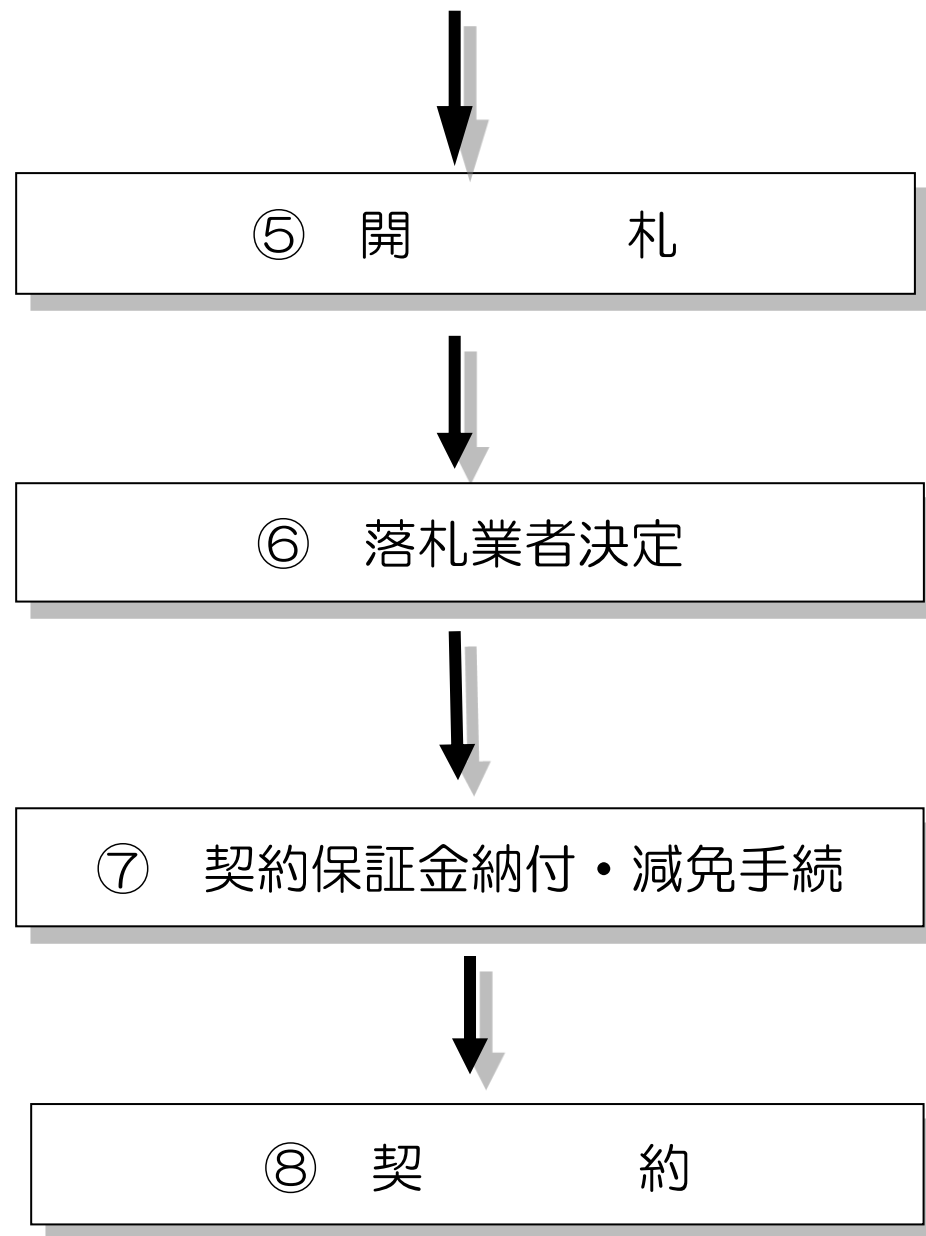 ⑤　開　　　　札
⑥　落札業者決定
⑦　契約保証金納付・減免手続
⑧　契　　　　約